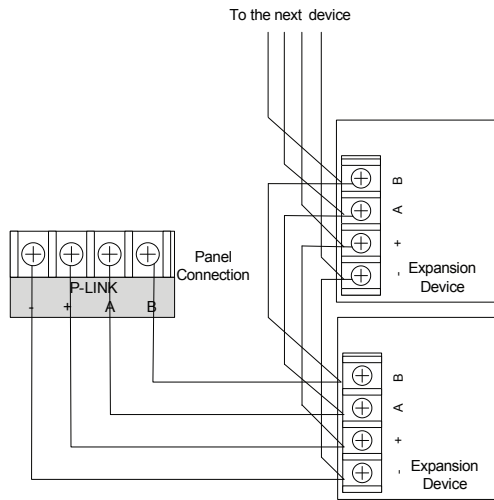 To the next device
B
A
+
-
Expansion
Device
Panel
Connection
P-LINK
- + A B
B
A
+
-
Expansion
Device